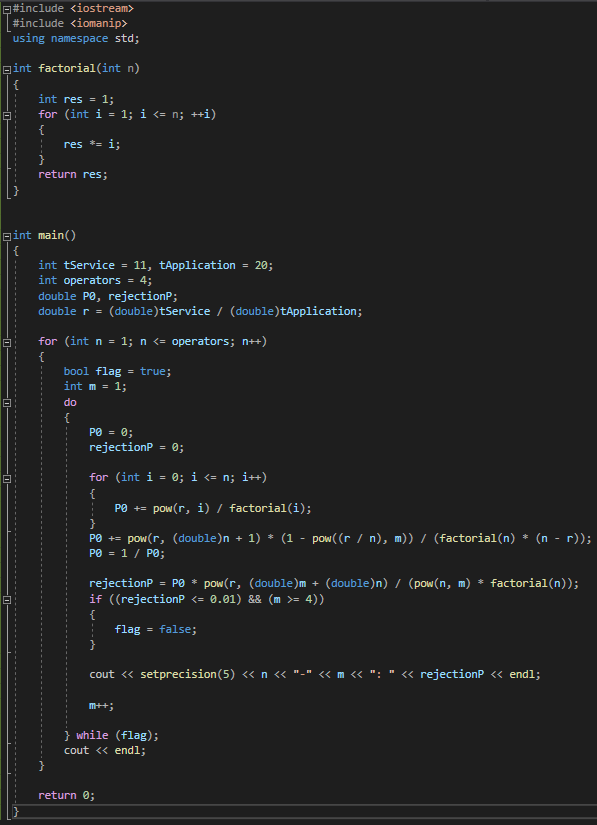 #include <iostream>
#include <iomanip>
using namespace std;
int factorial(int n)
{
int res = 1;
for (int i = 1; i <= n; ++i)
{
res *= i;
}
return res;
}
int main()
{
int tService = 11, tApplication = 20;
int operators = 4;
double P0, rejectionP;
double r = (double)tService / (double)tApplication;
for (int n = 1; n <= operators; n++)
{
bool flag = true;
int m = 1;
do
{
P0 = 0;
rejectionP = 0;
for (int i = 0; i <= n; i++)
{
P0 += pow(r, i) / factorial(i);
}
P0 += pow(r, (double)n + 1) * (1 - pow((r / n), m)) / (factorial(n) * (n - r));
P0 = 1 / P0;
rejectionP = P0 * pow(r, (double)m + (double)n) / (pow(n, m) * factorial(n));
if ((rejectionP <= 0.01) && (m >= 4))
{
flag = false;
}
cout << setprecision(5) << n << "-" << m << ": " << rejectionP << endl;
m++;
} while (flag);
cout << endl;
}
return 0;
}